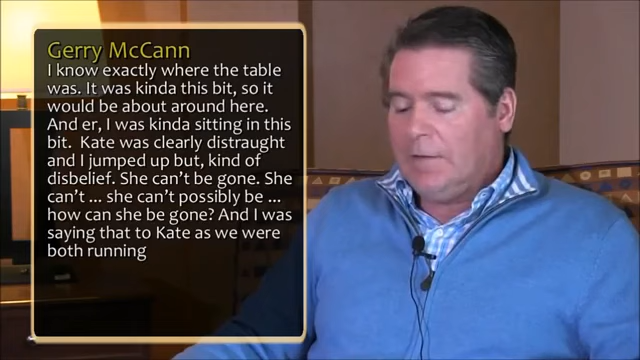 Gerry McCann
I know exactly where the table
was. It was kinda this bit, so it
would be about around here.
And er, I was kinda sitting in this
bit. Kate was clearly distraught
and I jumped up but, kind of
disbelief. She can't be gone. She
can't ... she can't possibly be ...
how can she be gone? And I was
saying that to Kate as we were
both running